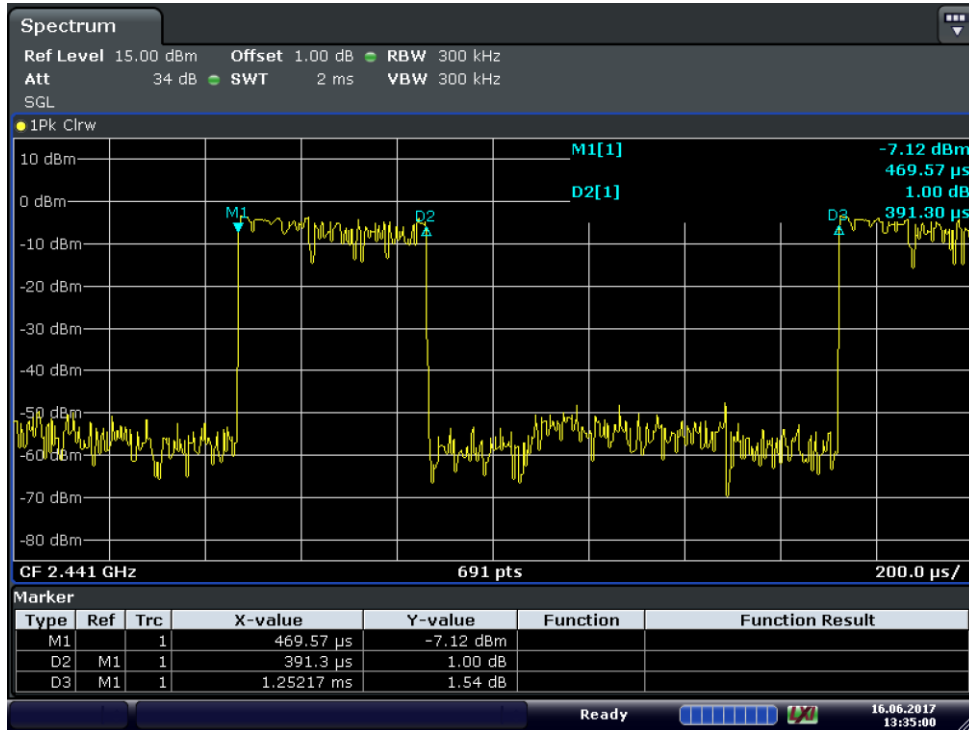 Spectrum
Ref Level 15.00 dBm Offset 1.00 dB RBW 300 kHz
Att 34 dB SWT 2 ms VBW 300 kHz
SGL
1Pk Clrw
M1[1] -7.12 dBm
469.57 µs
D2[1] 1.00 dB
391.30 µs
10 dBm
0 dBm
M1 D2 D3
-10 dBm
-20 dBm
-30 dBm
-40 dBm
-50 dBm
-60 dBm
-70 dBm
-80 dBm
CF 2.441 GHz 691 pts 200.0 µs/
Marker
Type Ref Trc X-value Y-value Function Function Result
M1 1 469.57 µs -7.12 dBm
D2 M1 1 391.3 µs 1.00 dB
D3 M1 1 1.25217 ms 1.54 dB
Ready LXI 16.06.2017
13:35:00